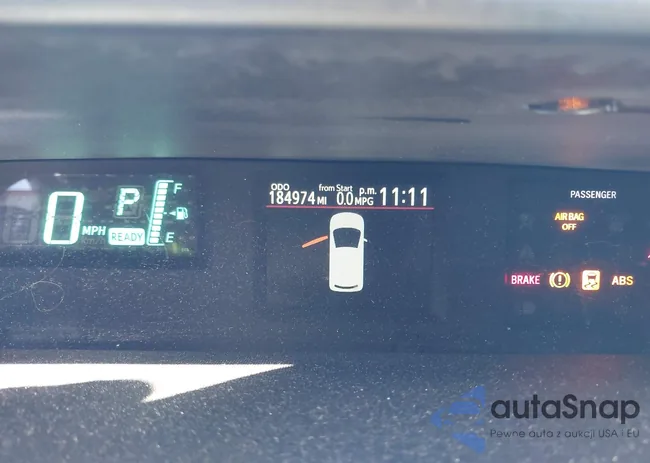 0 MPH
P
READY
F
E
ODO from Start p.m. 11:11
184974 MI 0.0 MPG
PASSENGER
AIR BAG
OFF
BRAKE ABS
autaSnap
Pewne auta z aukcji USA i EU